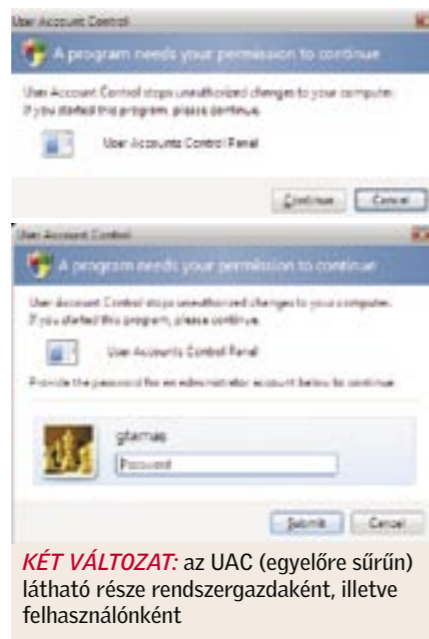 User Account Control
A program needs your permission to continue
User Account Control stops unauthorized changes to your computer.
If you started this program, please continue.
User Accounts Control Panel
Continue Cancel
User Account Control
A program needs your permission to continue
User Account Control stops unauthorized changes to your computer.
If you started this program, please continue.
User Accounts Control Panel
Provide the password for an administrator account below to continue
gtamas
Password
Submit Cancel
KÉT VÁLTOZAT: az UAC (egyelőre sűrűn)
látható része rendszergazdaként, illetve
felhasználónként